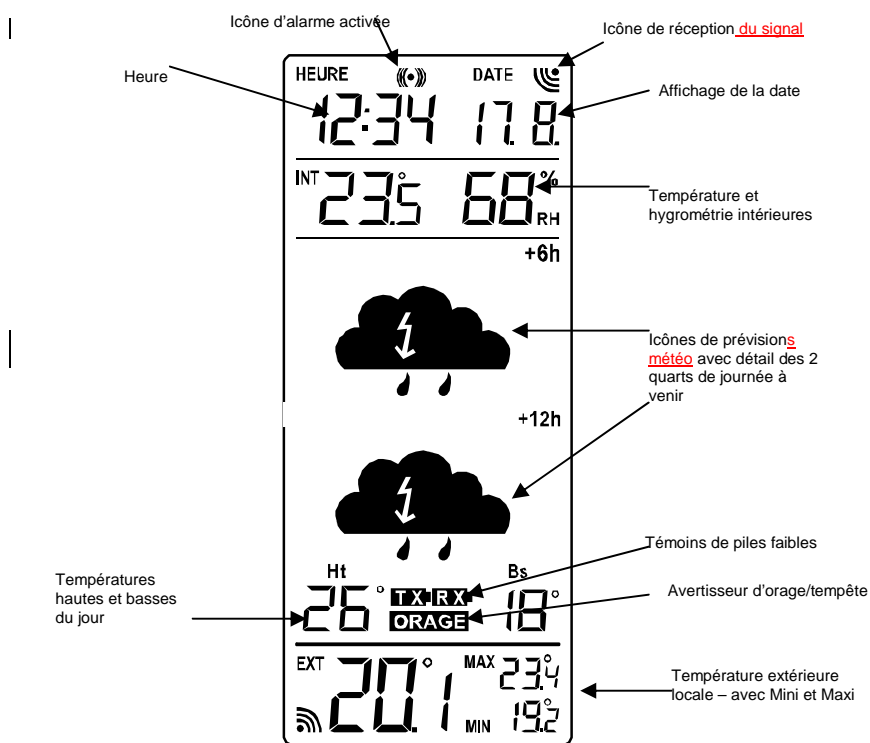 Icône d'alarme activée
Icône de réception du signal
Heure
Affichage de la date
HEURE DATE
12:34 17. 8.
INT 23.5° 68% RH
Température et
hygrométrie intérieures
+6h
Icônes de prévisions
météo avec détail des 2
quarts de journée à
venir
+12h
Témoins de piles faibles
Ht Bs
Températures
hautes et basses
du jour
26° TX RX 18°
ORAGE
Avertisseur d'orage/tempête
EXT 20.1° MAX 23.4°
MIN 19.2°
Température extérieure
locale – avec Mini et Maxi